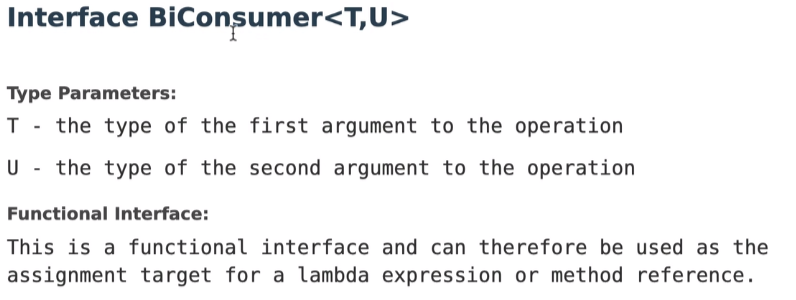 Interface BiConsumer<T,U>
Type Parameters:
T - the type of the first argument to the operation
U - the type of the second argument to the operation
Functional Interface:
This is a functional interface and can therefore be used as the
assignment target for a lambda expression or method reference.